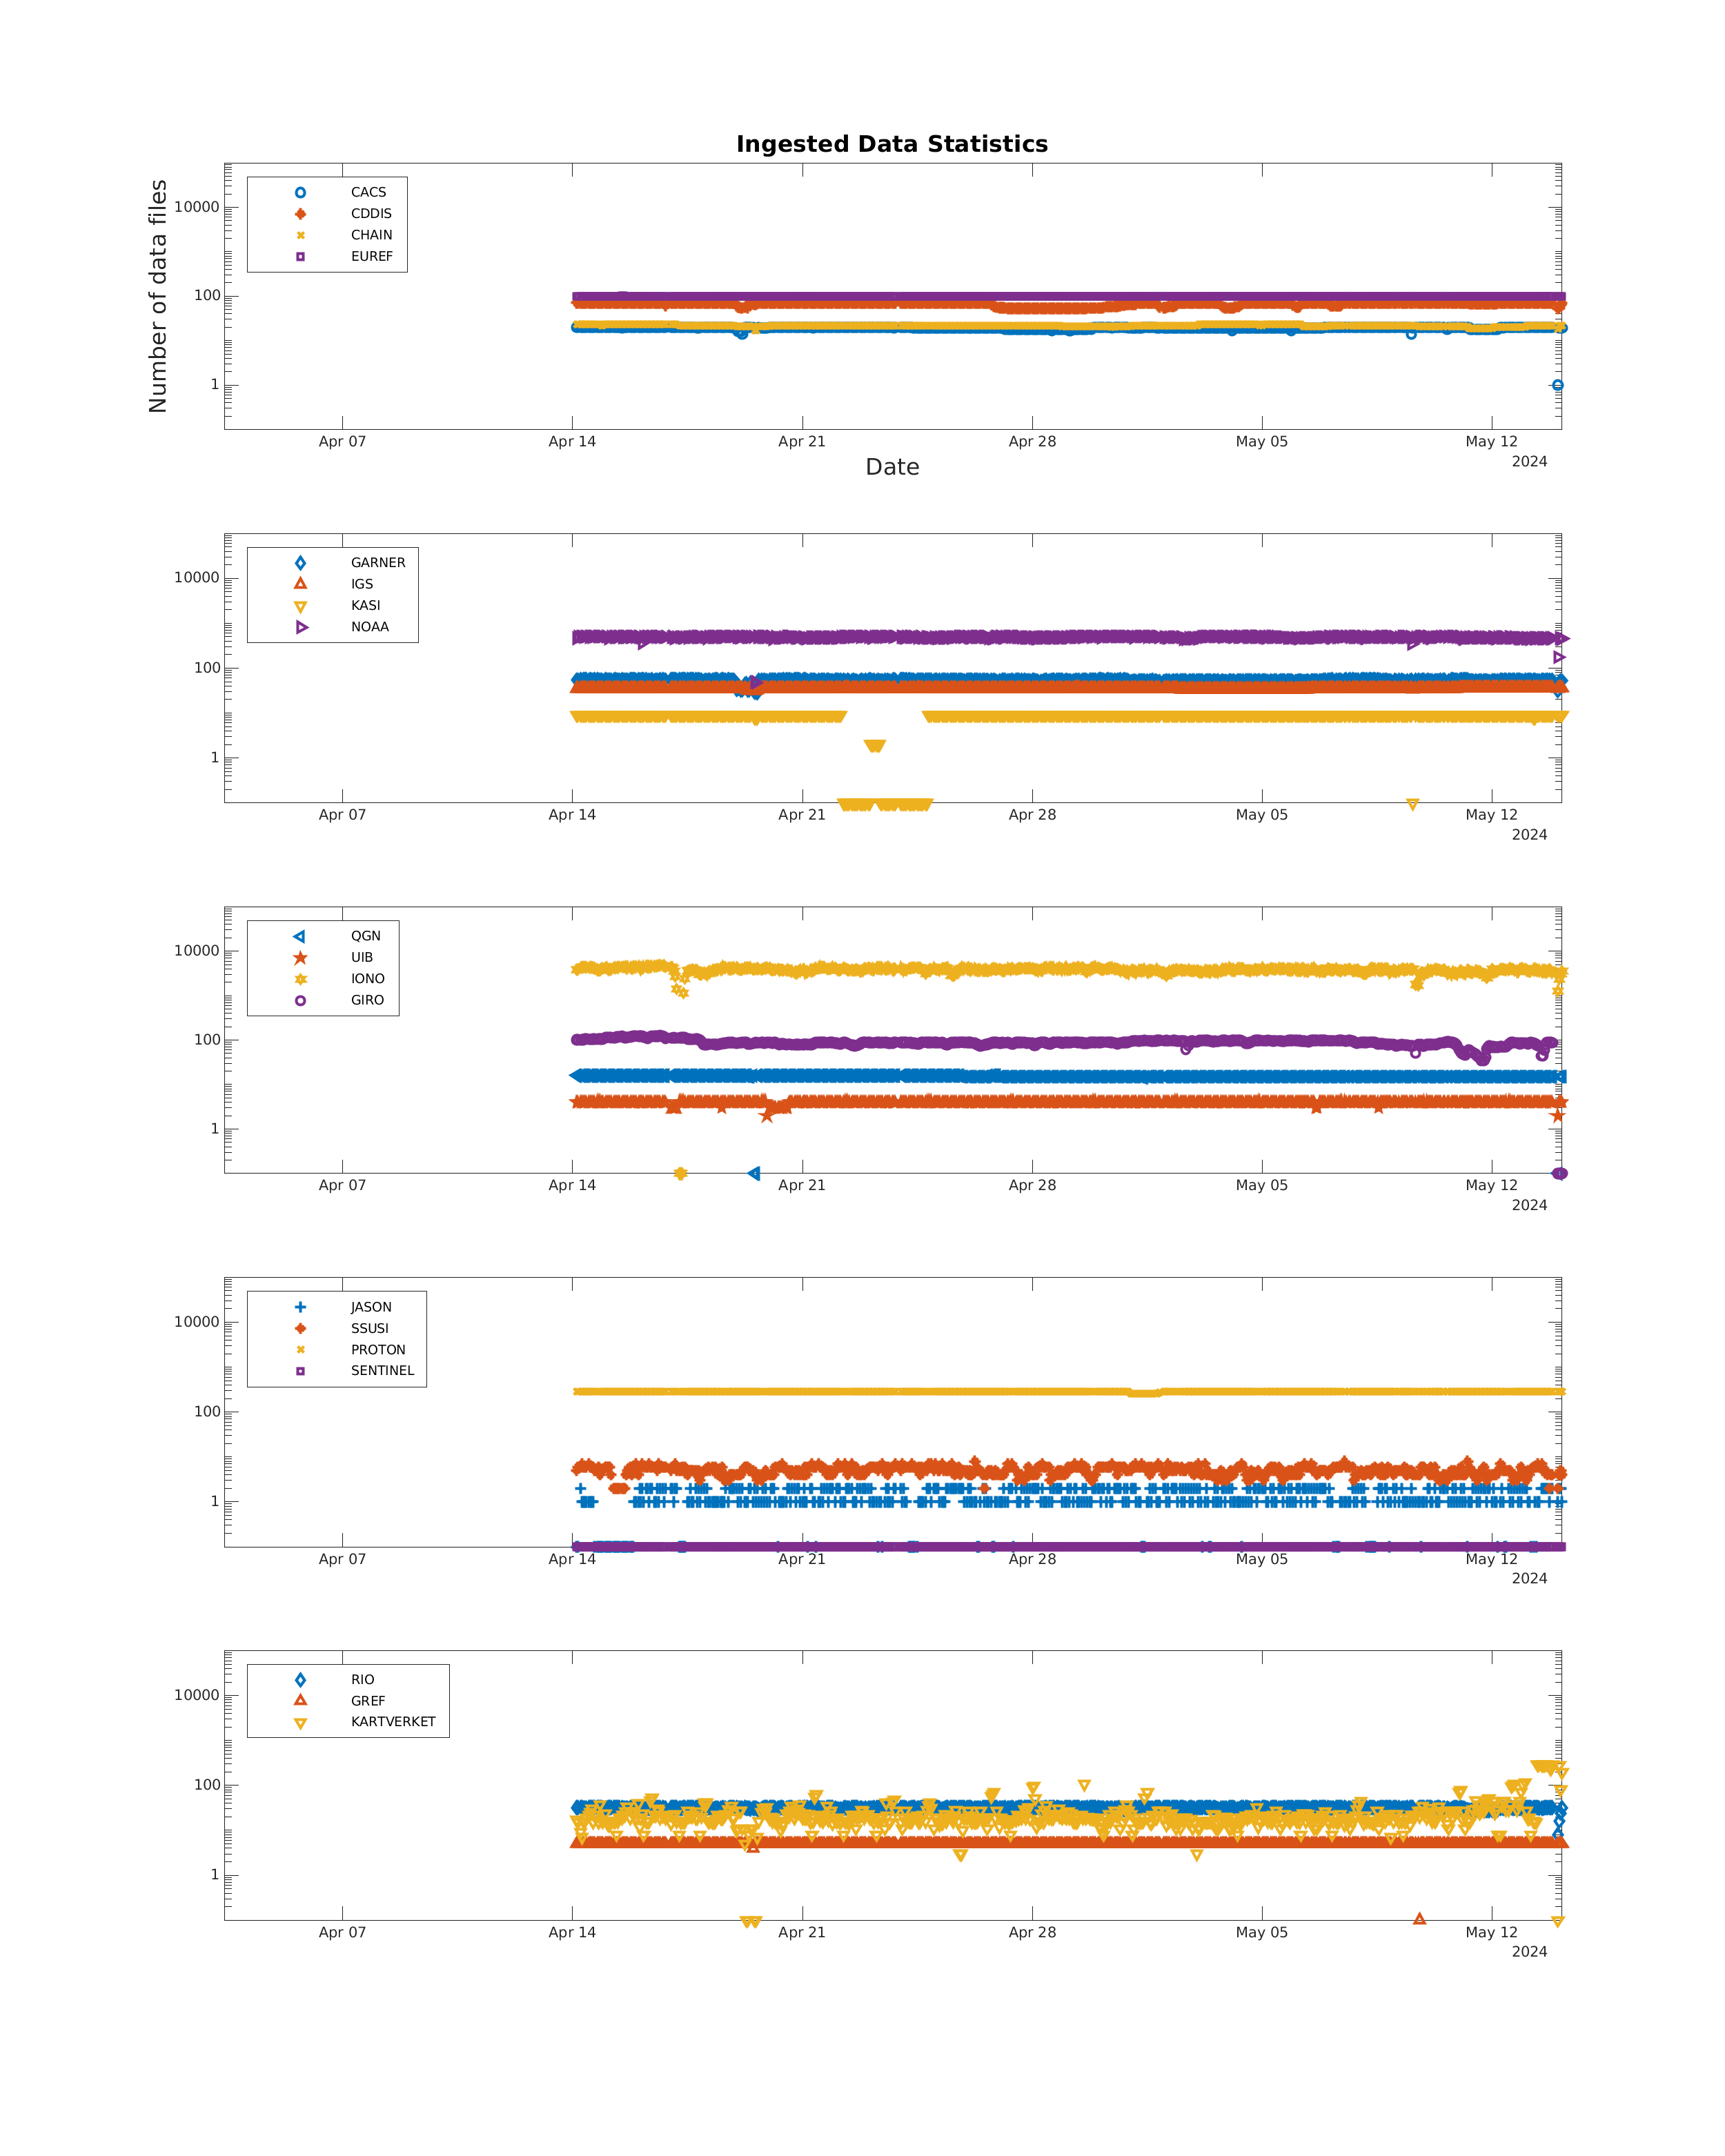 Ingested Data Statistics
Number of data files
CACS
CDDIS
CHAIN
EUREF
10000
100
1
Apr 07 Apr 14 Apr 21 Apr 28 May 05 May 12
2024
Date
GARNER
IGS
KASI
NOAA
10000
100
1
Apr 07 Apr 14 Apr 21 Apr 28 May 05 May 12
2024
QGN
UIB
IONO
GIRO
10000
100
1
Apr 07 Apr 14 Apr 21 Apr 28 May 05 May 12
2024
JASON
SSUSI
PROTON
SENTINEL
10000
100
1
Apr 07 Apr 14 Apr 21 Apr 28 May 05 May 12
2024
RIO
GREF
KARTVERKET
10000
100
1
Apr 07 Apr 14 Apr 21 Apr 28 May 05 May 12
2024